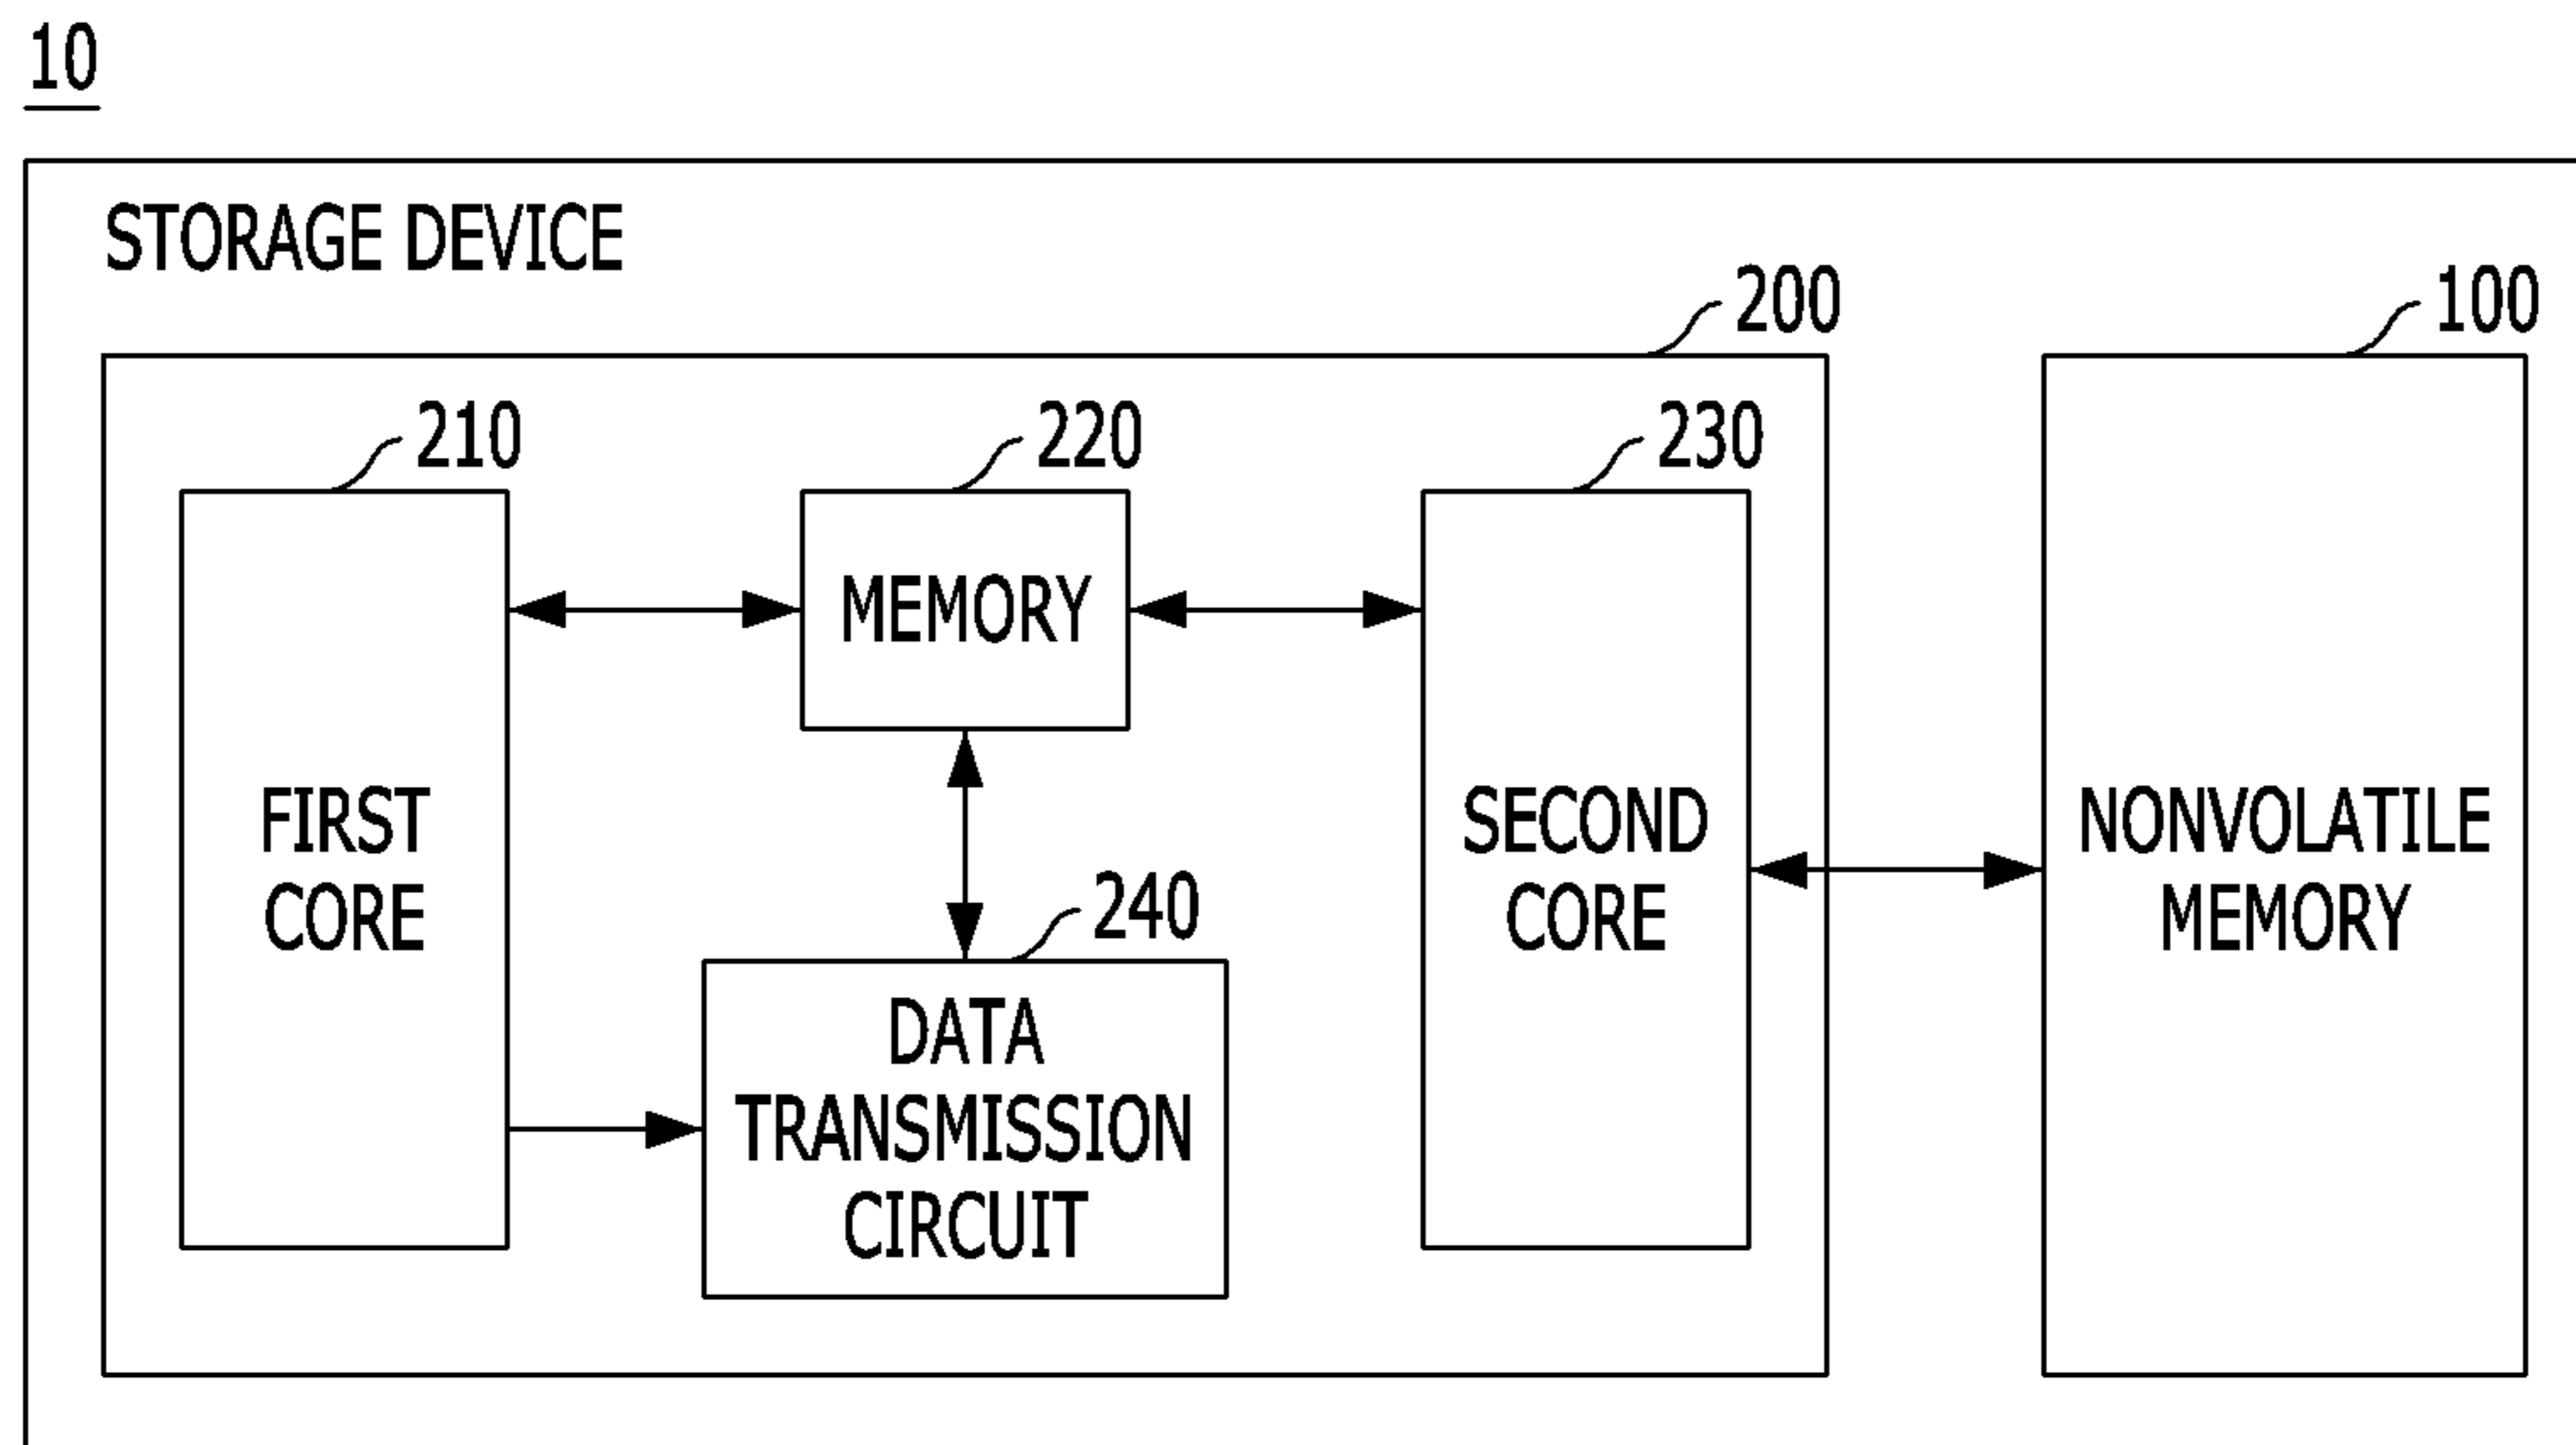 10
STORAGE DEVICE
200
100
210
220
230
MEMORY
FIRST
CORE
SECOND
CORE
NONVOLATILE
MEMORY
240
DATA
TRANSMISSION
CIRCUIT